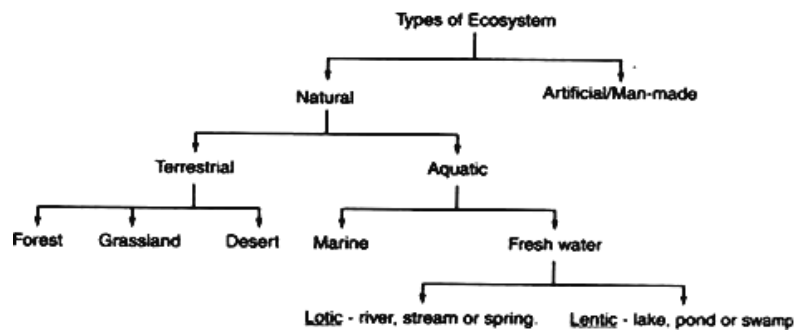 Types of Ecosystem
Natural
Artificial/Man-made
Terrestrial
Aquatic
Forest
Grassland
Desert
Marine
Fresh water
Lotic - river, stream or spring.
Lentic - lake, pond or swamp